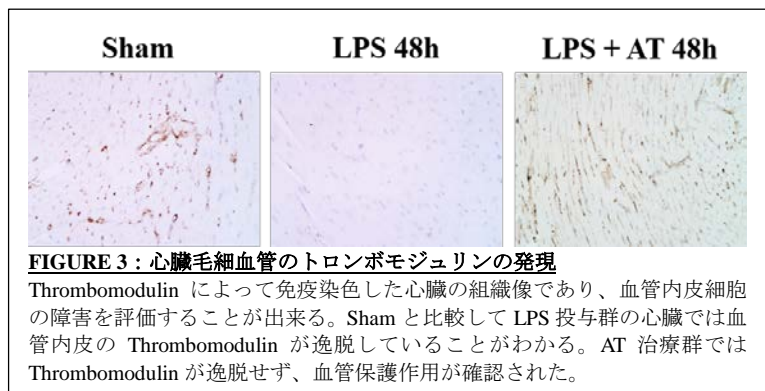 Sham LPS 48h LPS + AT 48h
FIGURE 3：心臓毛細血管のトロンボモジュリンの発現
Thrombomodulin によって免疫染色した心臓の組織像であり、血管内皮細胞
の障害を評価することが出来る。Sham と比較して LPS 投与群の心臓では血
管内皮の Thrombomodulin が逸脱していることがわかる。AT 治療群では
Thrombomodulin が逸脱せず、血管保護作用が確認された。